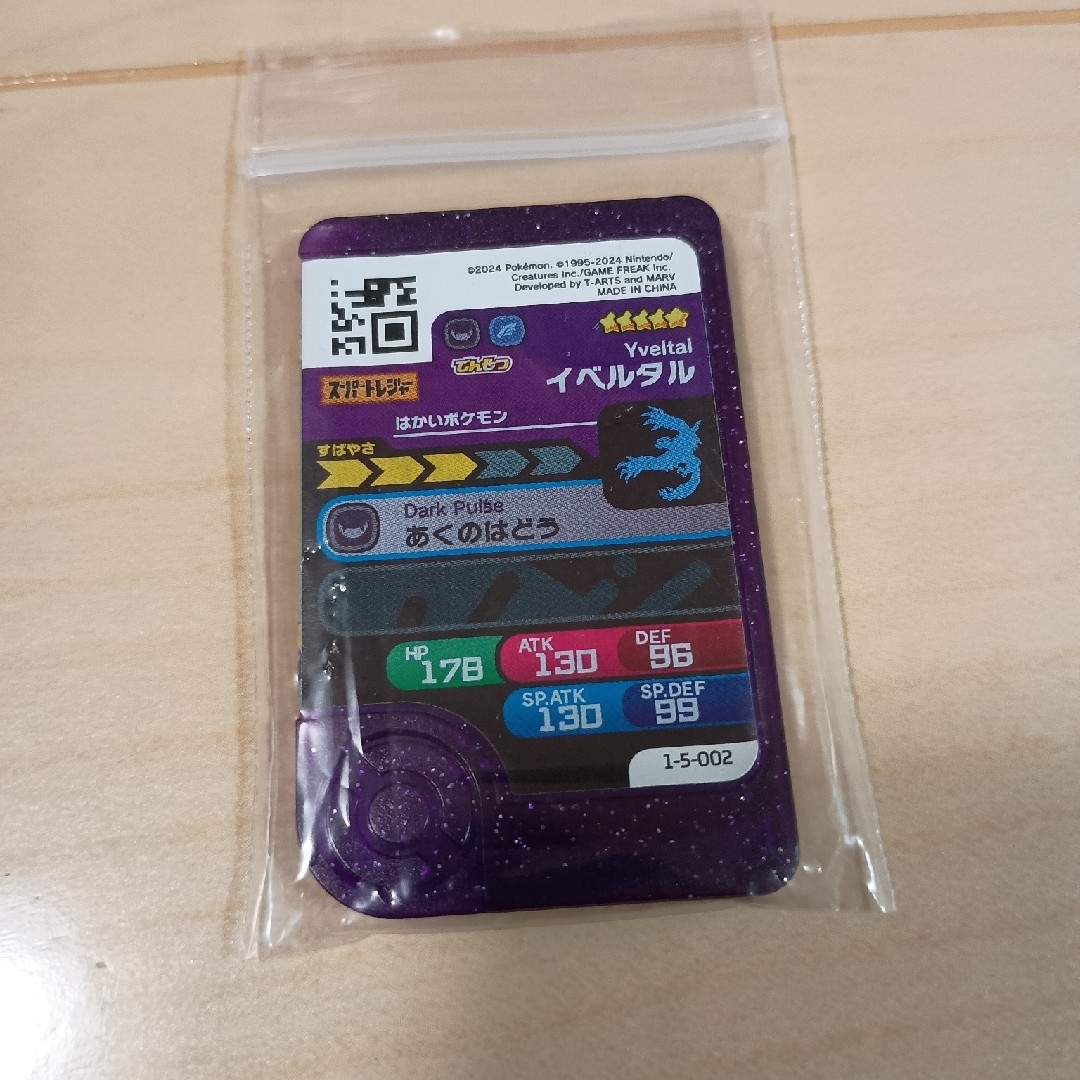 ©2024 Pokémon. ©1995-2024 Nintendo/
Creatures Inc./GAME FREAK inc.
Developed by T-ARTS and MARV
MADE IN CHINA
でんせつ
Yveltal
イベルタル
スーパートレジャー
はかいポケモン
すばやさ
Dark Pulse
あくのはどう
HP
178
ATK
130
DEF
96
SP.ATK
130
SP.DEF
99
1-5-002